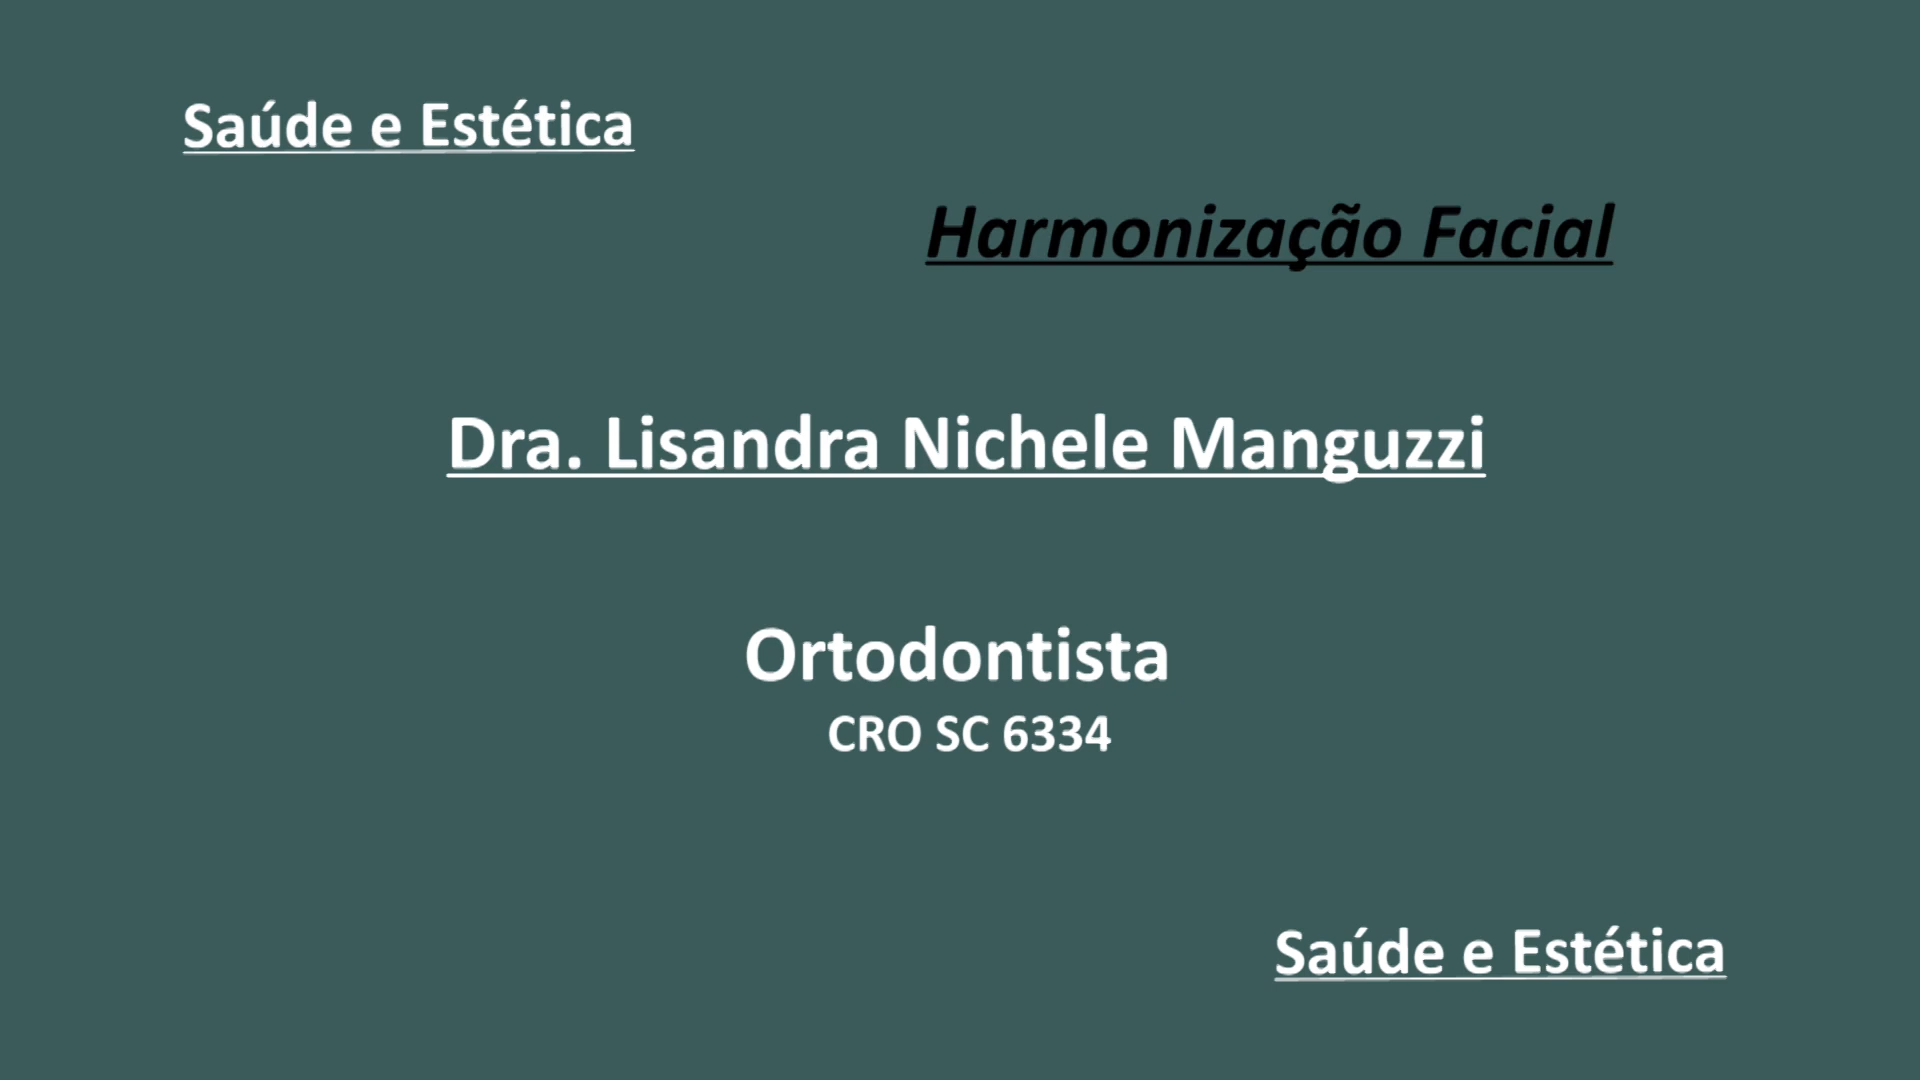 Saúde e Estética
Harmonização Facial
Dra. Lisandra Nichele Manguzzi
Ortodontista
CRO SC 6334
Saúde e Estética